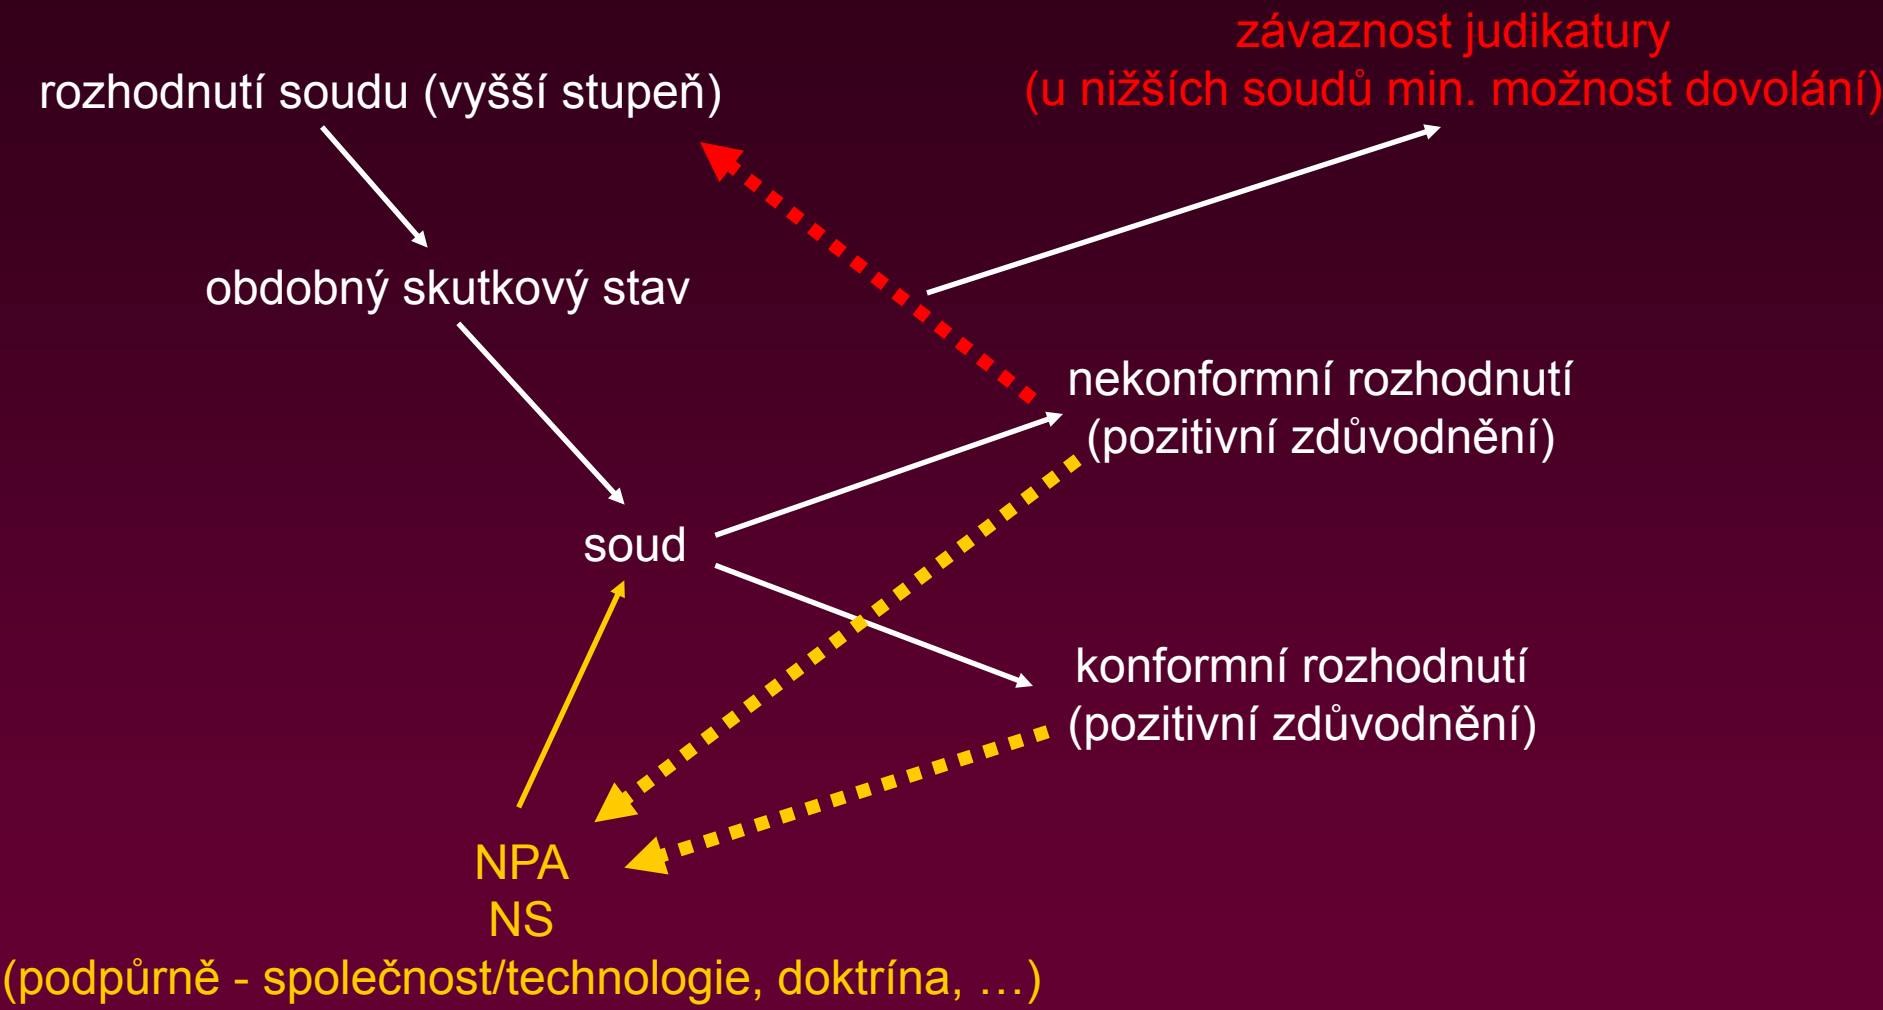 závaznost judikatury
(u nižších soudů min. možnost dovolání)
rozhodnutí soudu (vyšší stupeň)
obdobný skutkový stav
nekonformní rozhodnutí
(pozitivní zdůvodnění)
soud
konformní rozhodnutí
(pozitivní zdůvodnění)
NPA
NS
(podpůrně - společnost/technologie, doktrína, …)